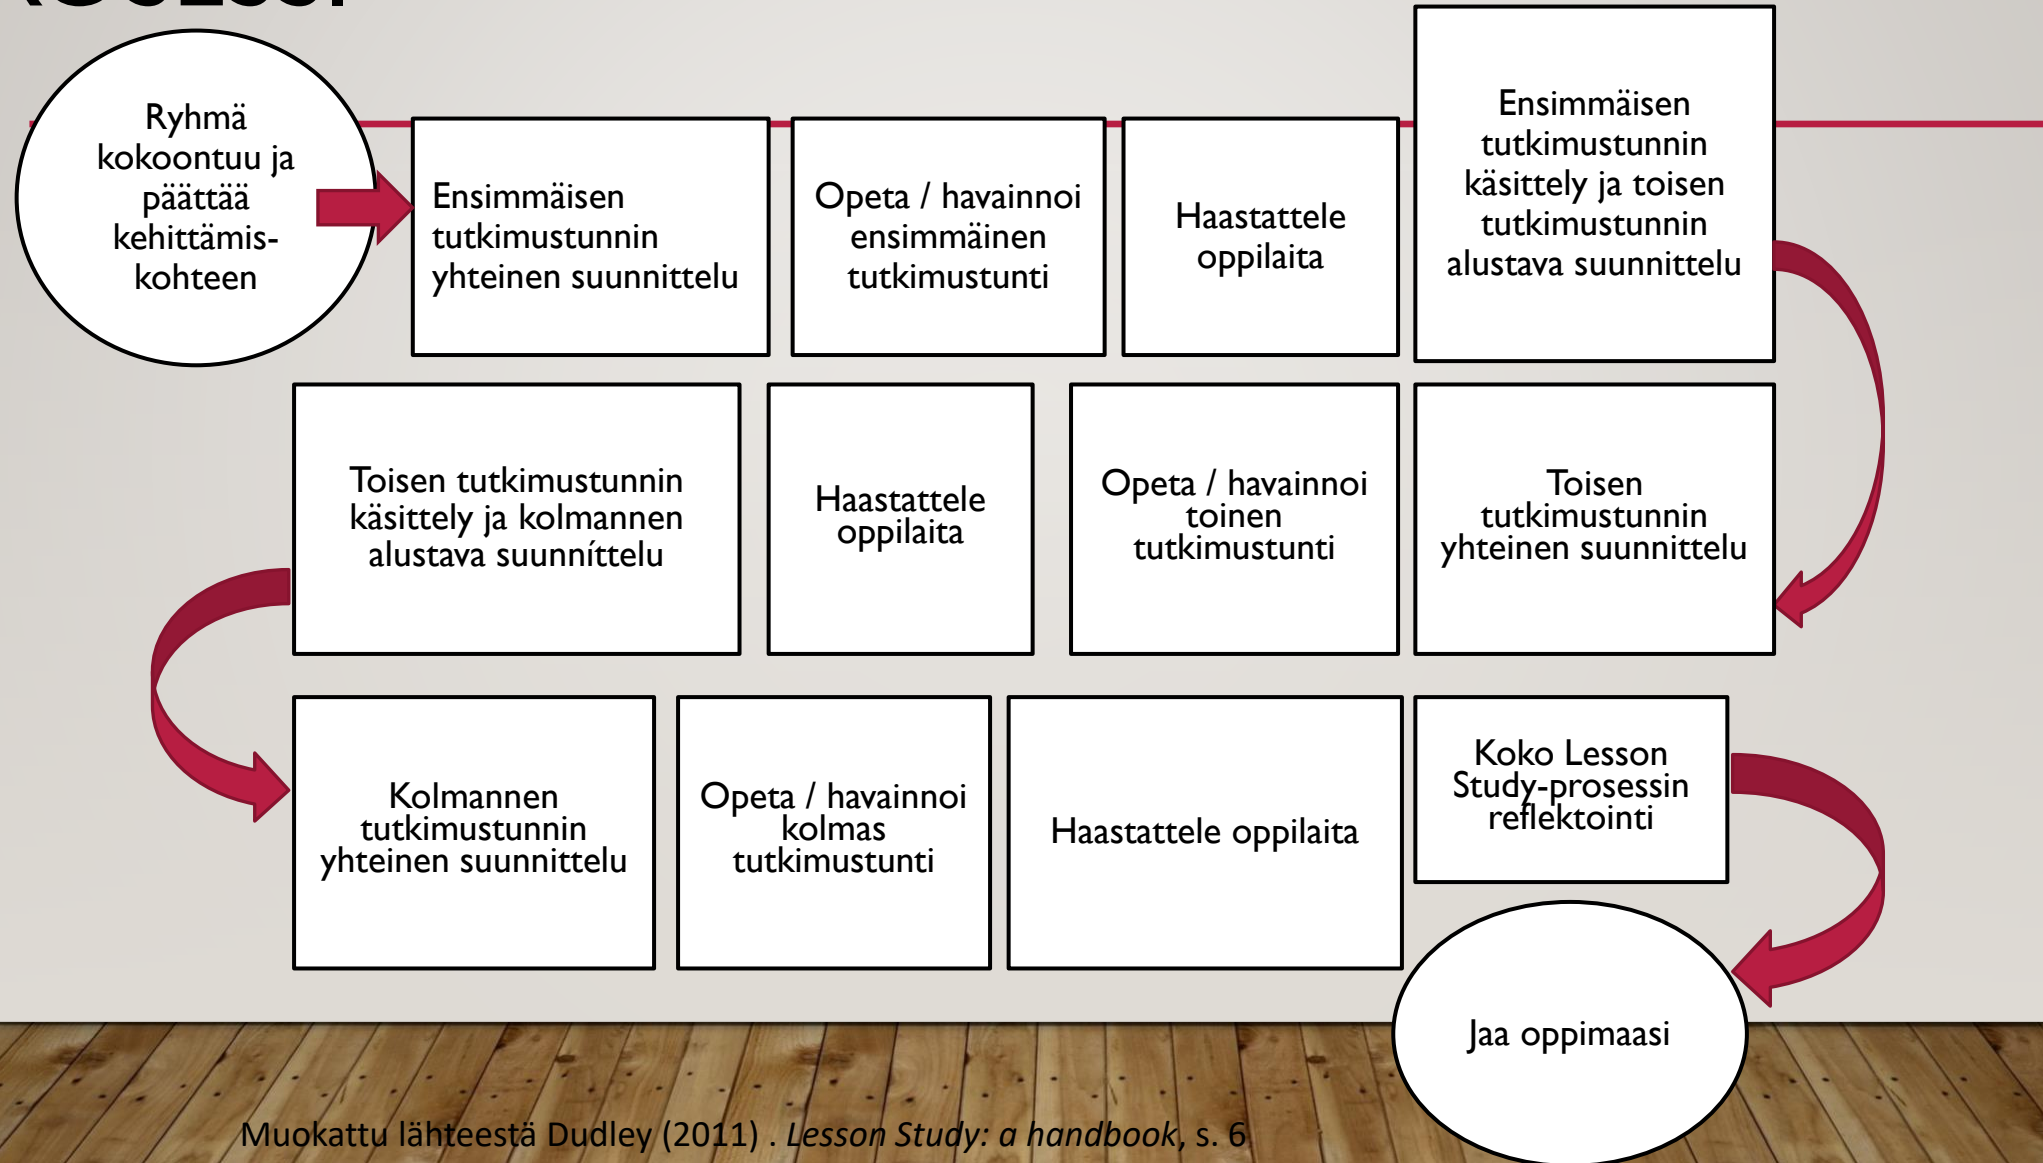 Ryhmä
kokoontuu ja
päättää
kehittämis-
kohteen
Ensimmäisen
tutkimustunnin
yhteinen suunnittelu
Opeta / havainnoi
ensimmäinen
tutkimustunti
Haastattele
oppilaita
Ensimmäisen
tutkimustunnin
käsittely ja toisen
tutkimustunnin
alustava suunnittelu
Toisen
tutkimustunnin
yhteinen suunnittelu
Opeta / havainnoi
toinen
tutkimustunti
Haastattele
oppilaita
Toisen tutkimustunnin
käsittely ja kolmannen
alustava suunníttelu
Kolmannen
tutkimustunnin
yhteinen suunnittelu
Opeta / havainnoi
kolmas
tutkimustunti
Haastattele oppilaita
Koko Lesson
Study-prosessin
reflektointi
Jaa oppimaasi
Muokattu lähteestä Dudley (2011) . Lesson Study: a handbook, s. 6